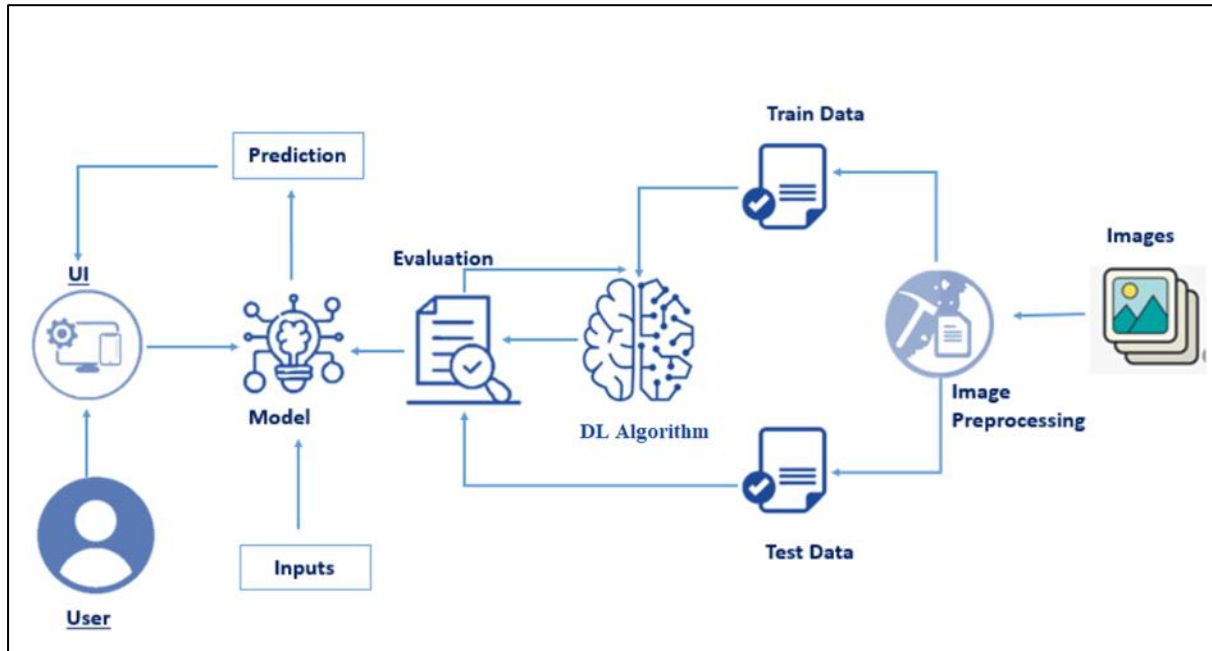 Train Data
Prediction
Images
Evaluation
UI
Image
Preprocessing
Model
DL Algorithm
Test Data
Inputs
User